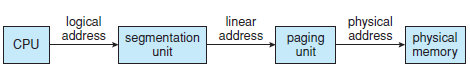 CPU
logical
address
segmentation
unit
linear
address
paging
unit
physical
address
physical
memory